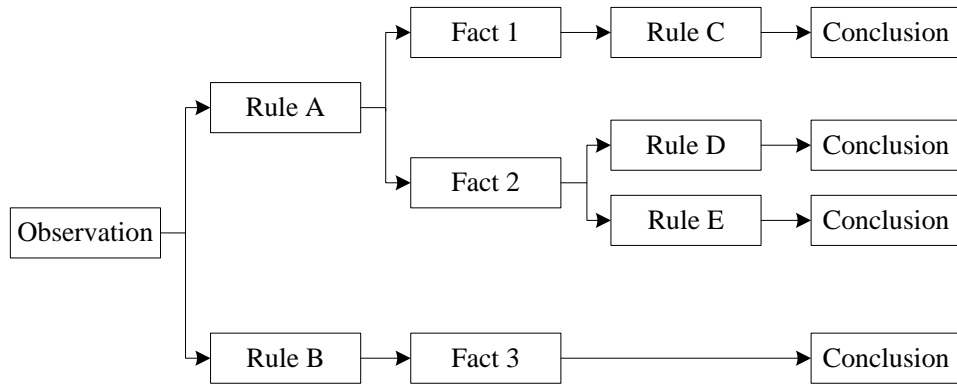 Fact 1
Rule C
Conclusion
Rule A
Rule D
Conclusion
Fact 2
Rule E
Conclusion
Observation
Rule B
Fact 3
Conclusion